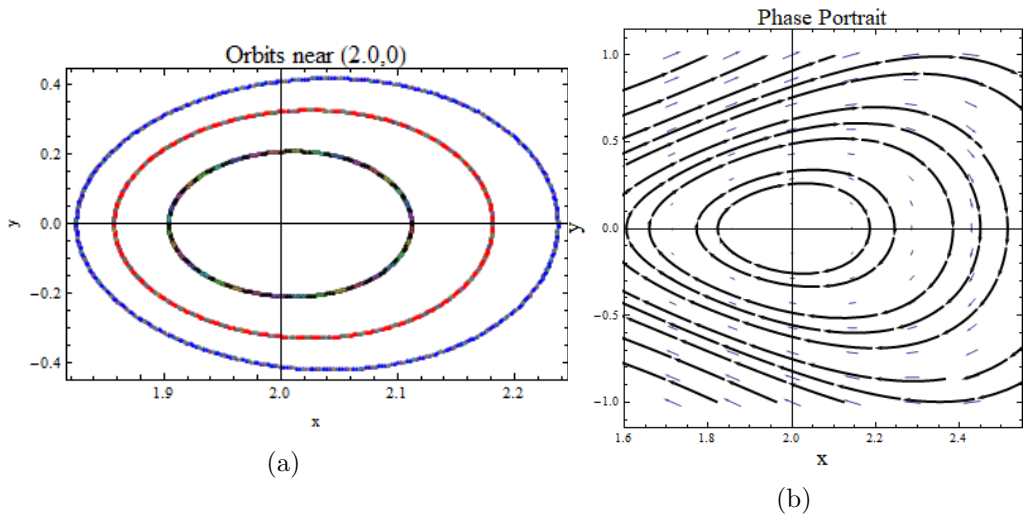 Orbits near (2.0,0)
0.4
0.2
0.0
−0.2
−0.4
y
1.9
2.0
2.1
2.2
x
(a)
Phase Portrait
1.0
0.5
0.0
−0.5
−1.0
y
1.6
1.8
2.0
2.2
2.4
x
(b)